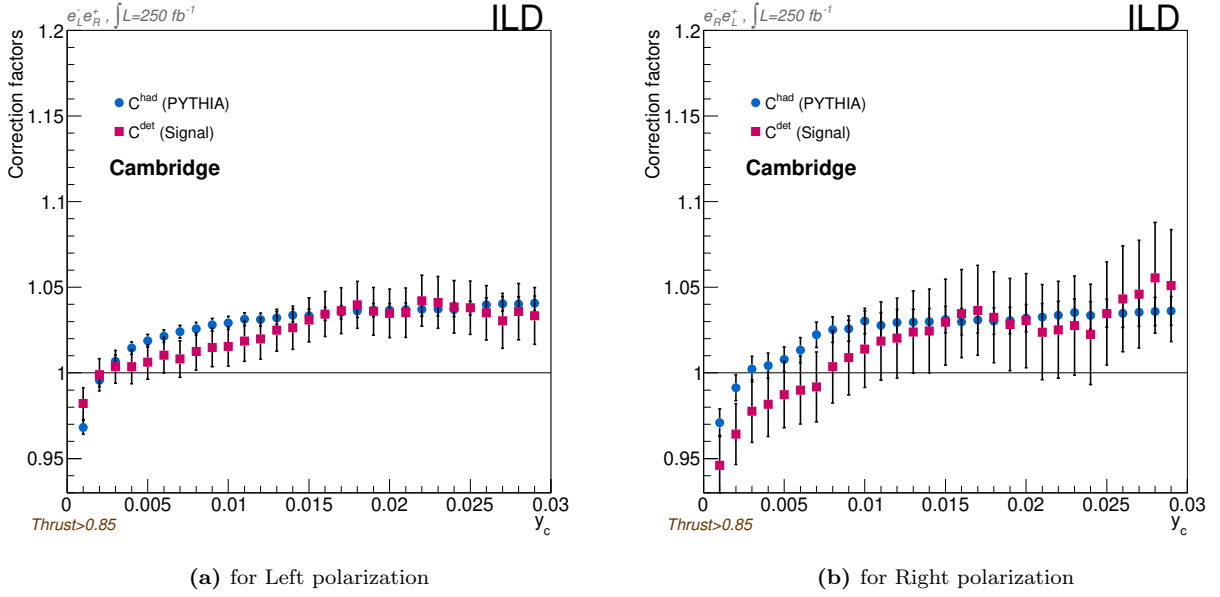 e⁻_L e⁺_R , ∫L=250 fb⁻¹
ILD
Correction factors
1.2
1.15
1.1
1.05
1
0.95
C^had (PYTHIA)
C^det (Signal)
Cambridge
0 0.005 0.01 0.015 0.02 0.025 0.03
Thrust>0.85
y_c
(a) for Left polarization
e⁻_R e⁺_L , ∫L=250 fb⁻¹
ILD
Correction factors
1.2
1.15
1.1
1.05
1
0.95
C^had (PYTHIA)
C^det (Signal)
Cambridge
0 0.005 0.01 0.015 0.02 0.025 0.03
Thrust>0.85
y_c
(b) for Right polarization